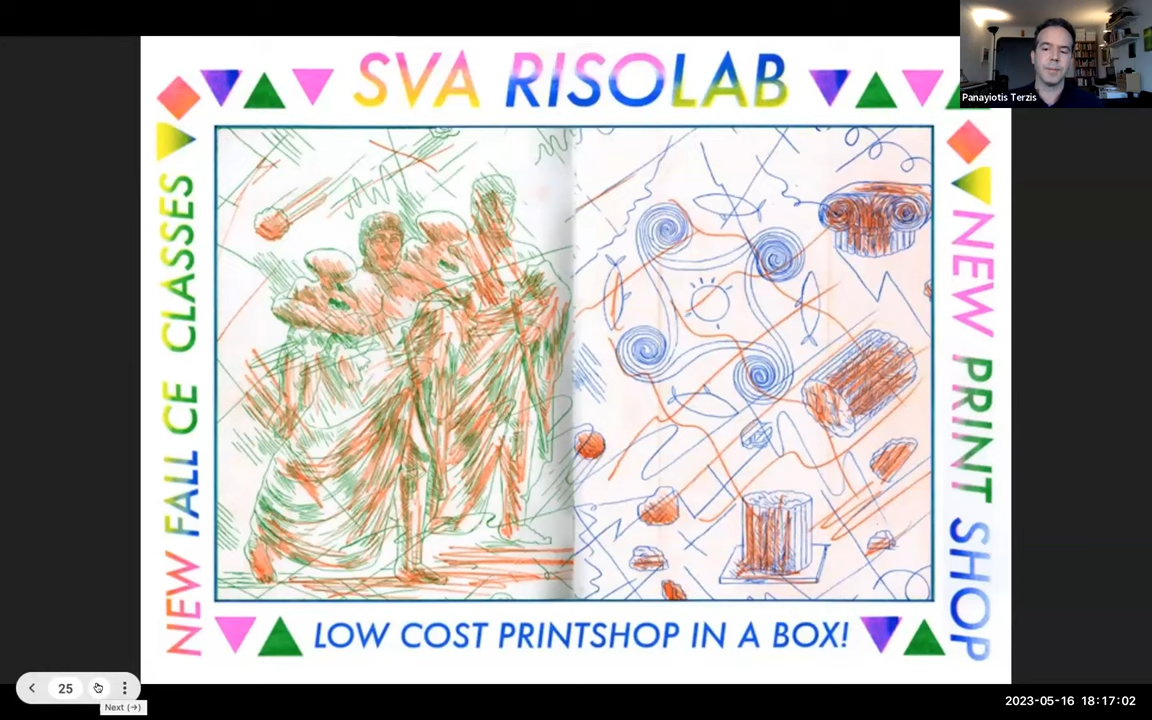 SVA RISOLAB
Panayiotis Terzis
NEW FALL CE CLASSES
NEW PRINT SHOP
LOW COST PRINTSHOP IN A BOX!
25
Next (→)
2023-05-16 18:17:02